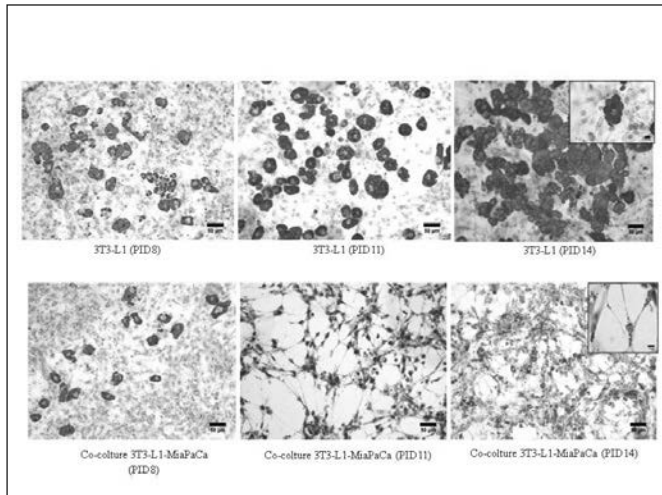 3T3-L1 (PID8)
3T3-L1 (PID11)
3T3-L1 (PID14)
Co-colture 3T3-L1-MiaPaCa
(PID8)
Co-colture 3T3-L1-MiaPaCa (PID11)
Co-colture 3T3-L1-MiaPaCa (PID14)